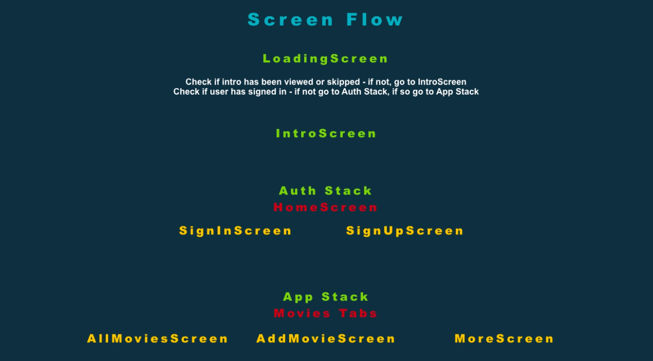 Screen Flow
LoadingScreen
Check if intro has been viewed or skipped - if not, go to IntroScreen
Check if user has signed in - if not go to Auth Stack, if so go to App Stack
IntroScreen
Auth Stack
HomeScreen
SignInScreen SignUpScreen
App Stack
Movies Tabs
AllMoviesScreen AddMovieScreen MoreScreen